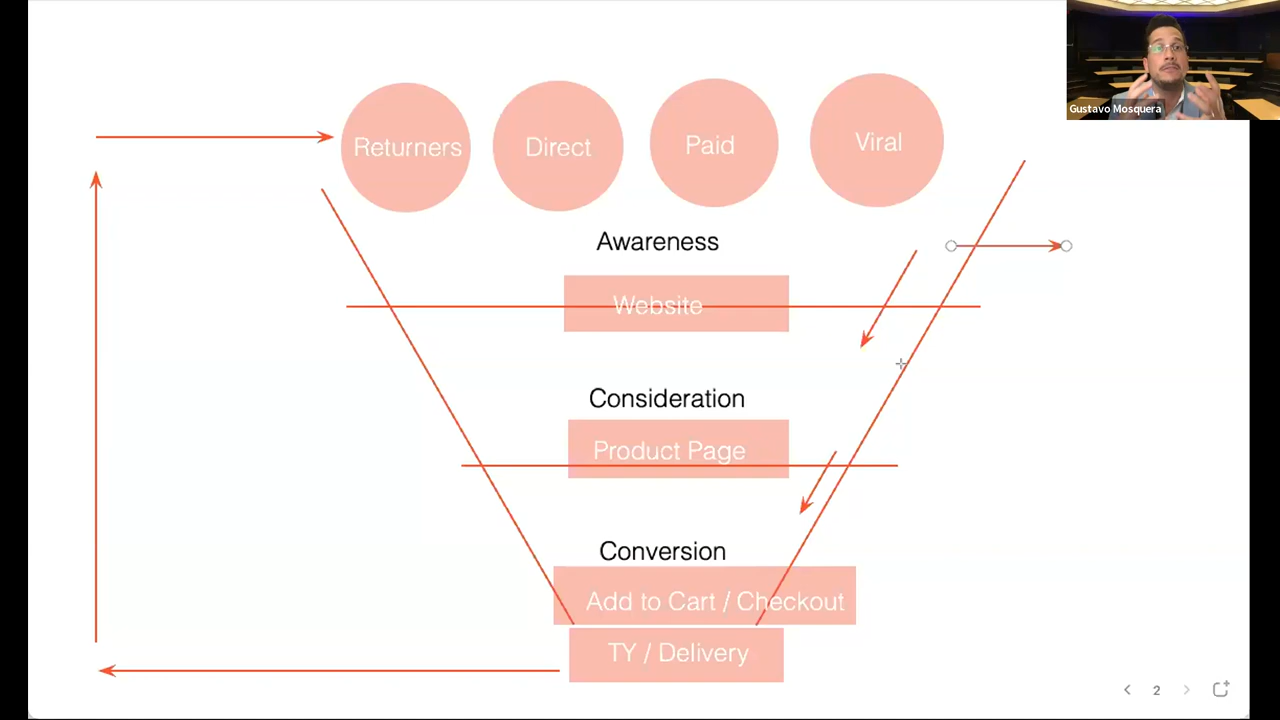 Gustavo Mosquera
Returners
Direct
Paid
Viral
Awareness
Website
Consideration
Product Page
Conversion
Add to Cart / Checkout
TY / Delivery
2